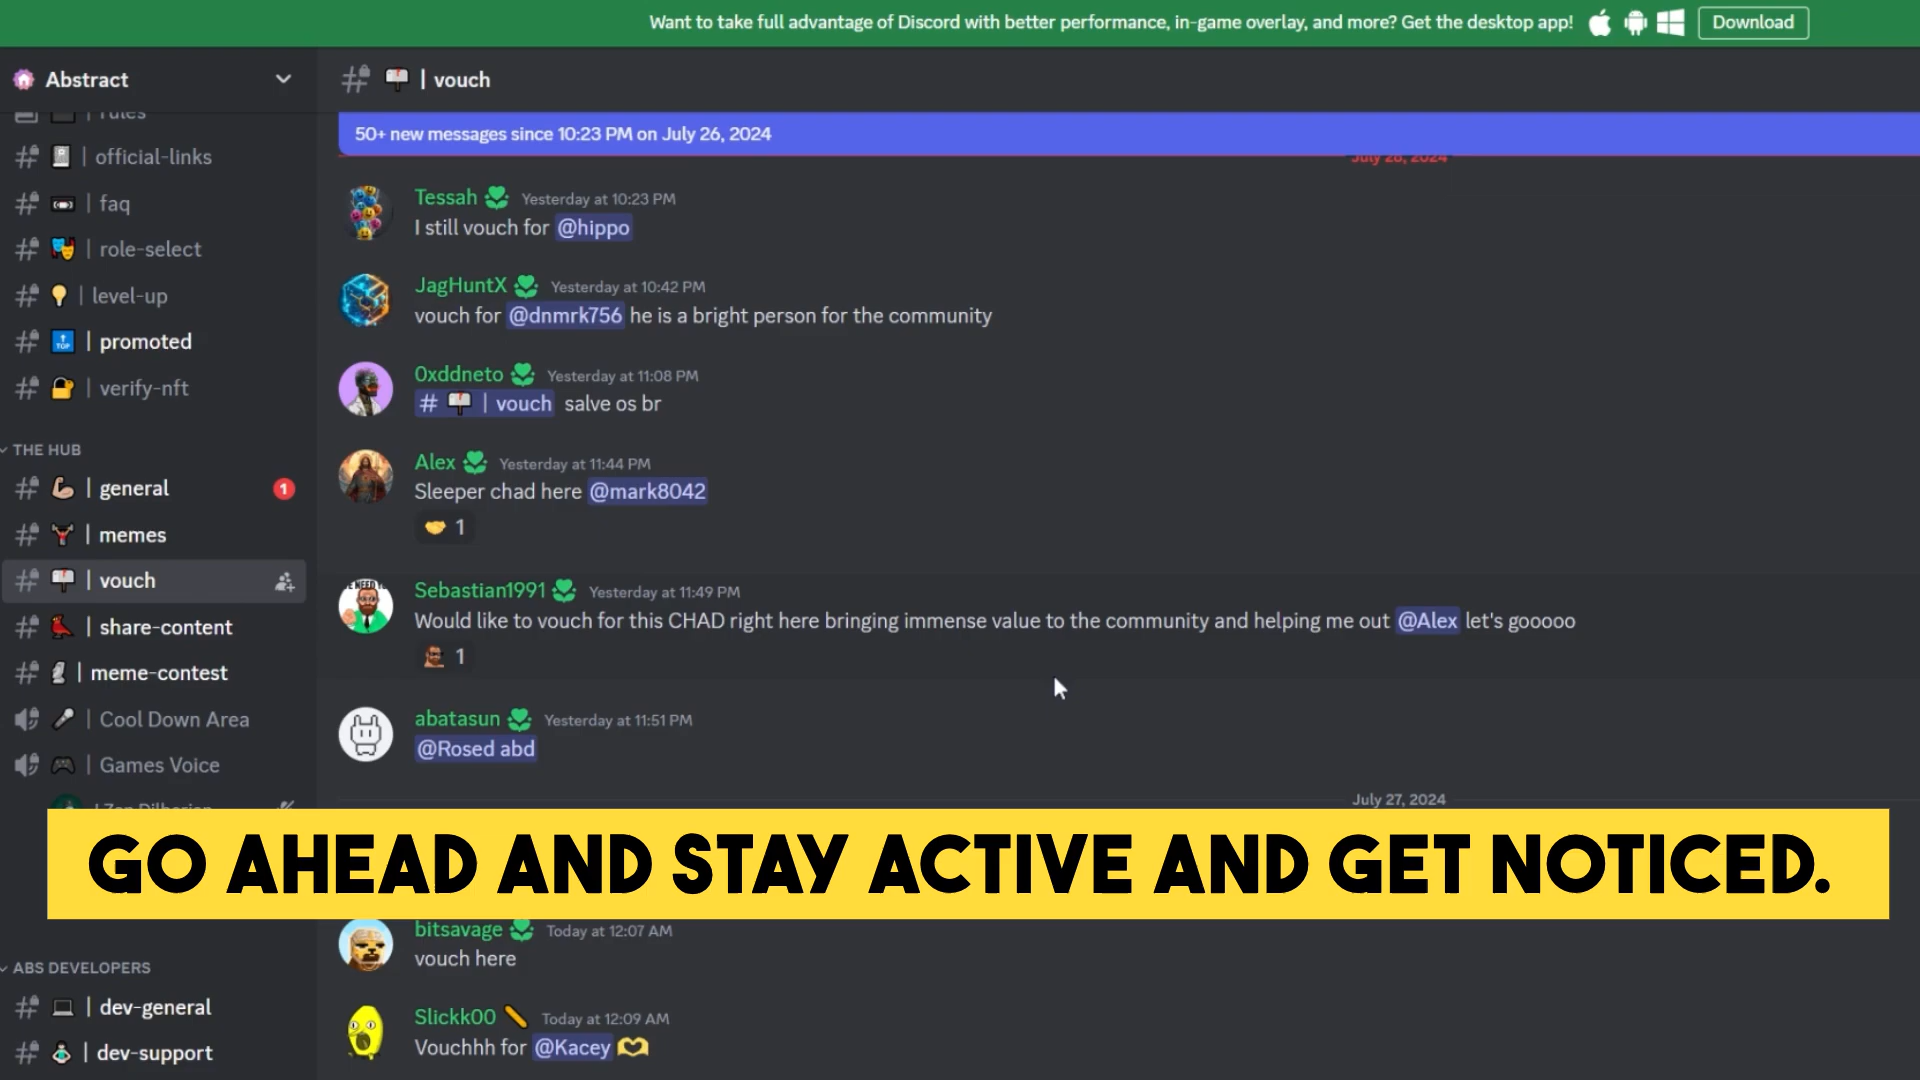 Want to take full advantage of Discord with better performance, in-game overlay, and more? Get the desktop app! Download
Abstract
| rules
| official-links
| faq
| role-select
| level-up
TOP | promoted
| verify-nft
THE HUB
| general 1
| memes
| vouch
| share-content
| meme-contest
| Cool Down Area
| Games Voice
ABS DEVELOPERS
| dev-general
| dev-support
| vouch
50+ new messages since 10:23 PM on July 26, 2024
July 26, 2024
Tessah Yesterday at 10:23 PM
I still vouch for @hippo
JagHuntX Yesterday at 10:42 PM
vouch for @dnmrk756 he is a bright person for the community
0xddneto Yesterday at 11:08 PM
# | vouch salve os br
Alex Yesterday at 11:44 PM
Sleeper chad here @mark8042
1
Sebastian1991 Yesterday at 11:49 PM
Would like to vouch for this CHAD right here bringing immense value to the community and helping me out @Alex let's gooooo
1
abatasun Yesterday at 11:51 PM
@Rosed abd
July 27, 2024
GO AHEAD AND STAY ACTIVE AND GET NOTICED.
bitsavage Today at 12:07 AM
vouch here
Slickk00 Today at 12:09 AM
Vouchhh for @Kacey